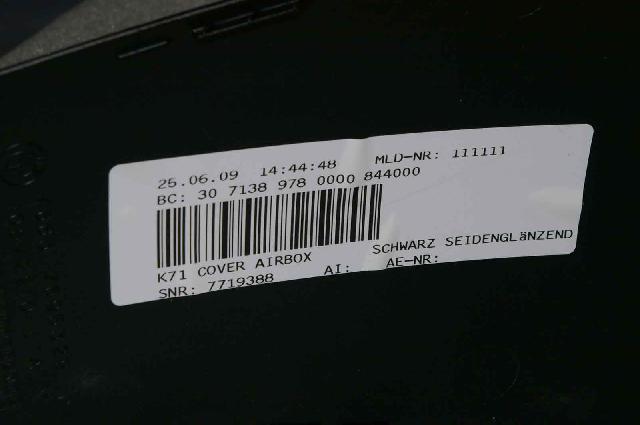 25.06.09 14:44:48 MLD-NR: 111111
BC: 30 7138 978 0000 844000
K71 COVER AIRBOX SCHWARZ SEIDENGLäNZEND
SNR: 7719388 AI: AE-NR: